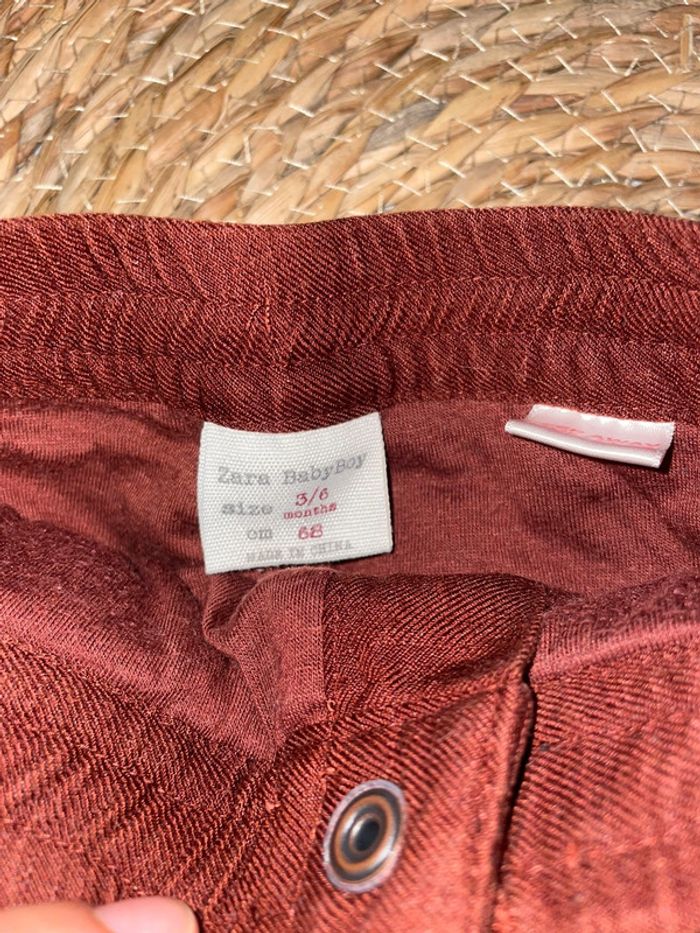 Zara BabyBoy
size 3/6
months
cm 68
MADE IN CHINA